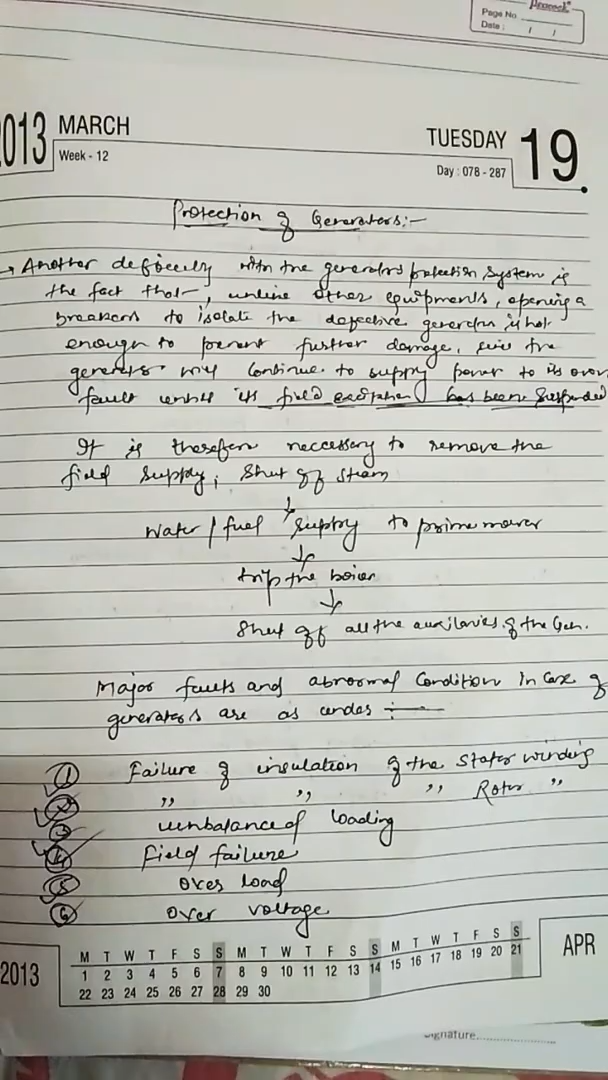 Peacock
Page No.
Date : / /
2013 MARCH
Week - 12
TUESDAY 19
Day : 078 - 287
Protection of Generators:-
→ Another deficulty with the generators protection system is
the fact that, unline other equipments, opening a
breakers to isolate the defective generator is not
enough to prevent further damage, since the
generator will continue to supply power to its own
fault until its field excitation has been suspended
It is therefore neccessary to remove the
field supply, Shut off steam
↓
Water / fuel supply to prime mover
↓
trip the boier
↓
Shut off all the auxilaries of the Gen.
Major faults and abnormal Condition in Case of
generators are as under :—
1 Failure of insulation of the Stator winding
2 ,, ,, ,, Rotor ,,
3 unbalance of loading
4 field failure
5 over load
6 over voltage
2013
M T W T F S S M T W T F S S M T W T F S S
1 2 3 4 5 6 7 8 9 10 11 12 13 14 15 16 17 18 19 20 21
22 23 24 25 26 27 28 29 30
APR
Signature